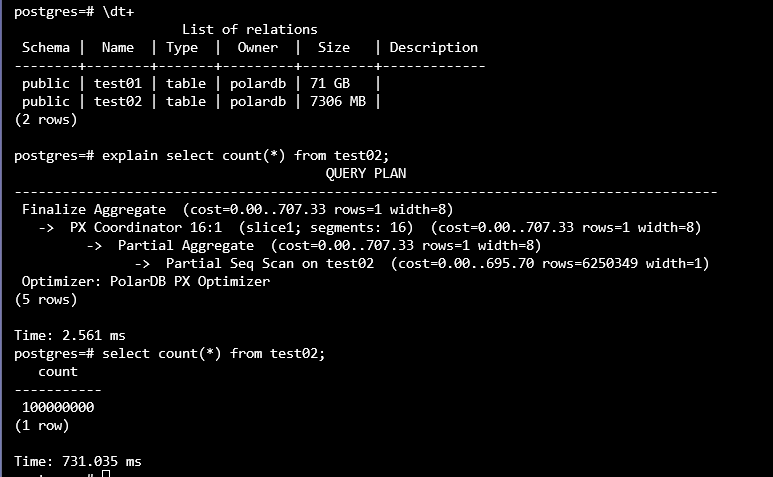 postgres=# \dt+
List of relations
Schema | Name | Type | Owner | Size | Description
--------+--------+-------+---------+---------+-------------
public | test01 | table | polardb | 71 GB |
public | test02 | table | polardb | 7306 MB |
(2 rows)
postgres=# explain select count(*) from test02;
QUERY PLAN
----------------------------------------------------------------------------------------
Finalize Aggregate (cost=0.00..707.33 rows=1 width=8)
-> PX Coordinator 16:1 (slice1; segments: 16) (cost=0.00..707.33 rows=1 width=8)
-> Partial Aggregate (cost=0.00..707.33 rows=1 width=8)
-> Partial Seq Scan on test02 (cost=0.00..695.70 rows=6250349 width=1)
Optimizer: PolarDB PX Optimizer
(5 rows)
Time: 2.561 ms
postgres=# select count(*) from test02;
count
-----------
100000000
(1 row)
Time: 731.035 ms